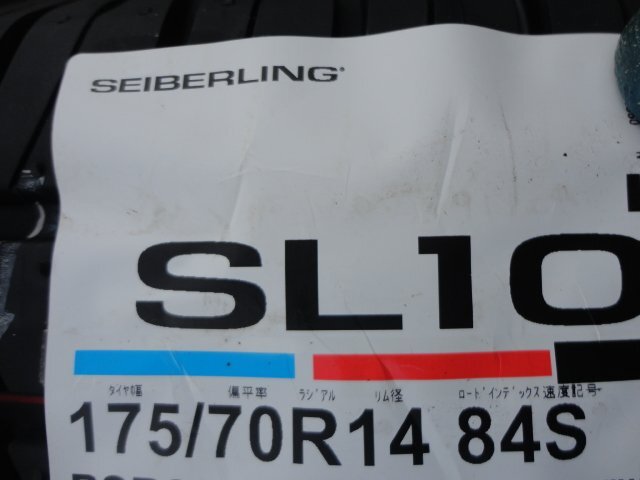 SEIBERLING
SL10
タイヤ幅 偏平率 ラジアル リム径 ロードインデックス 速度記号
175/70R14 84S